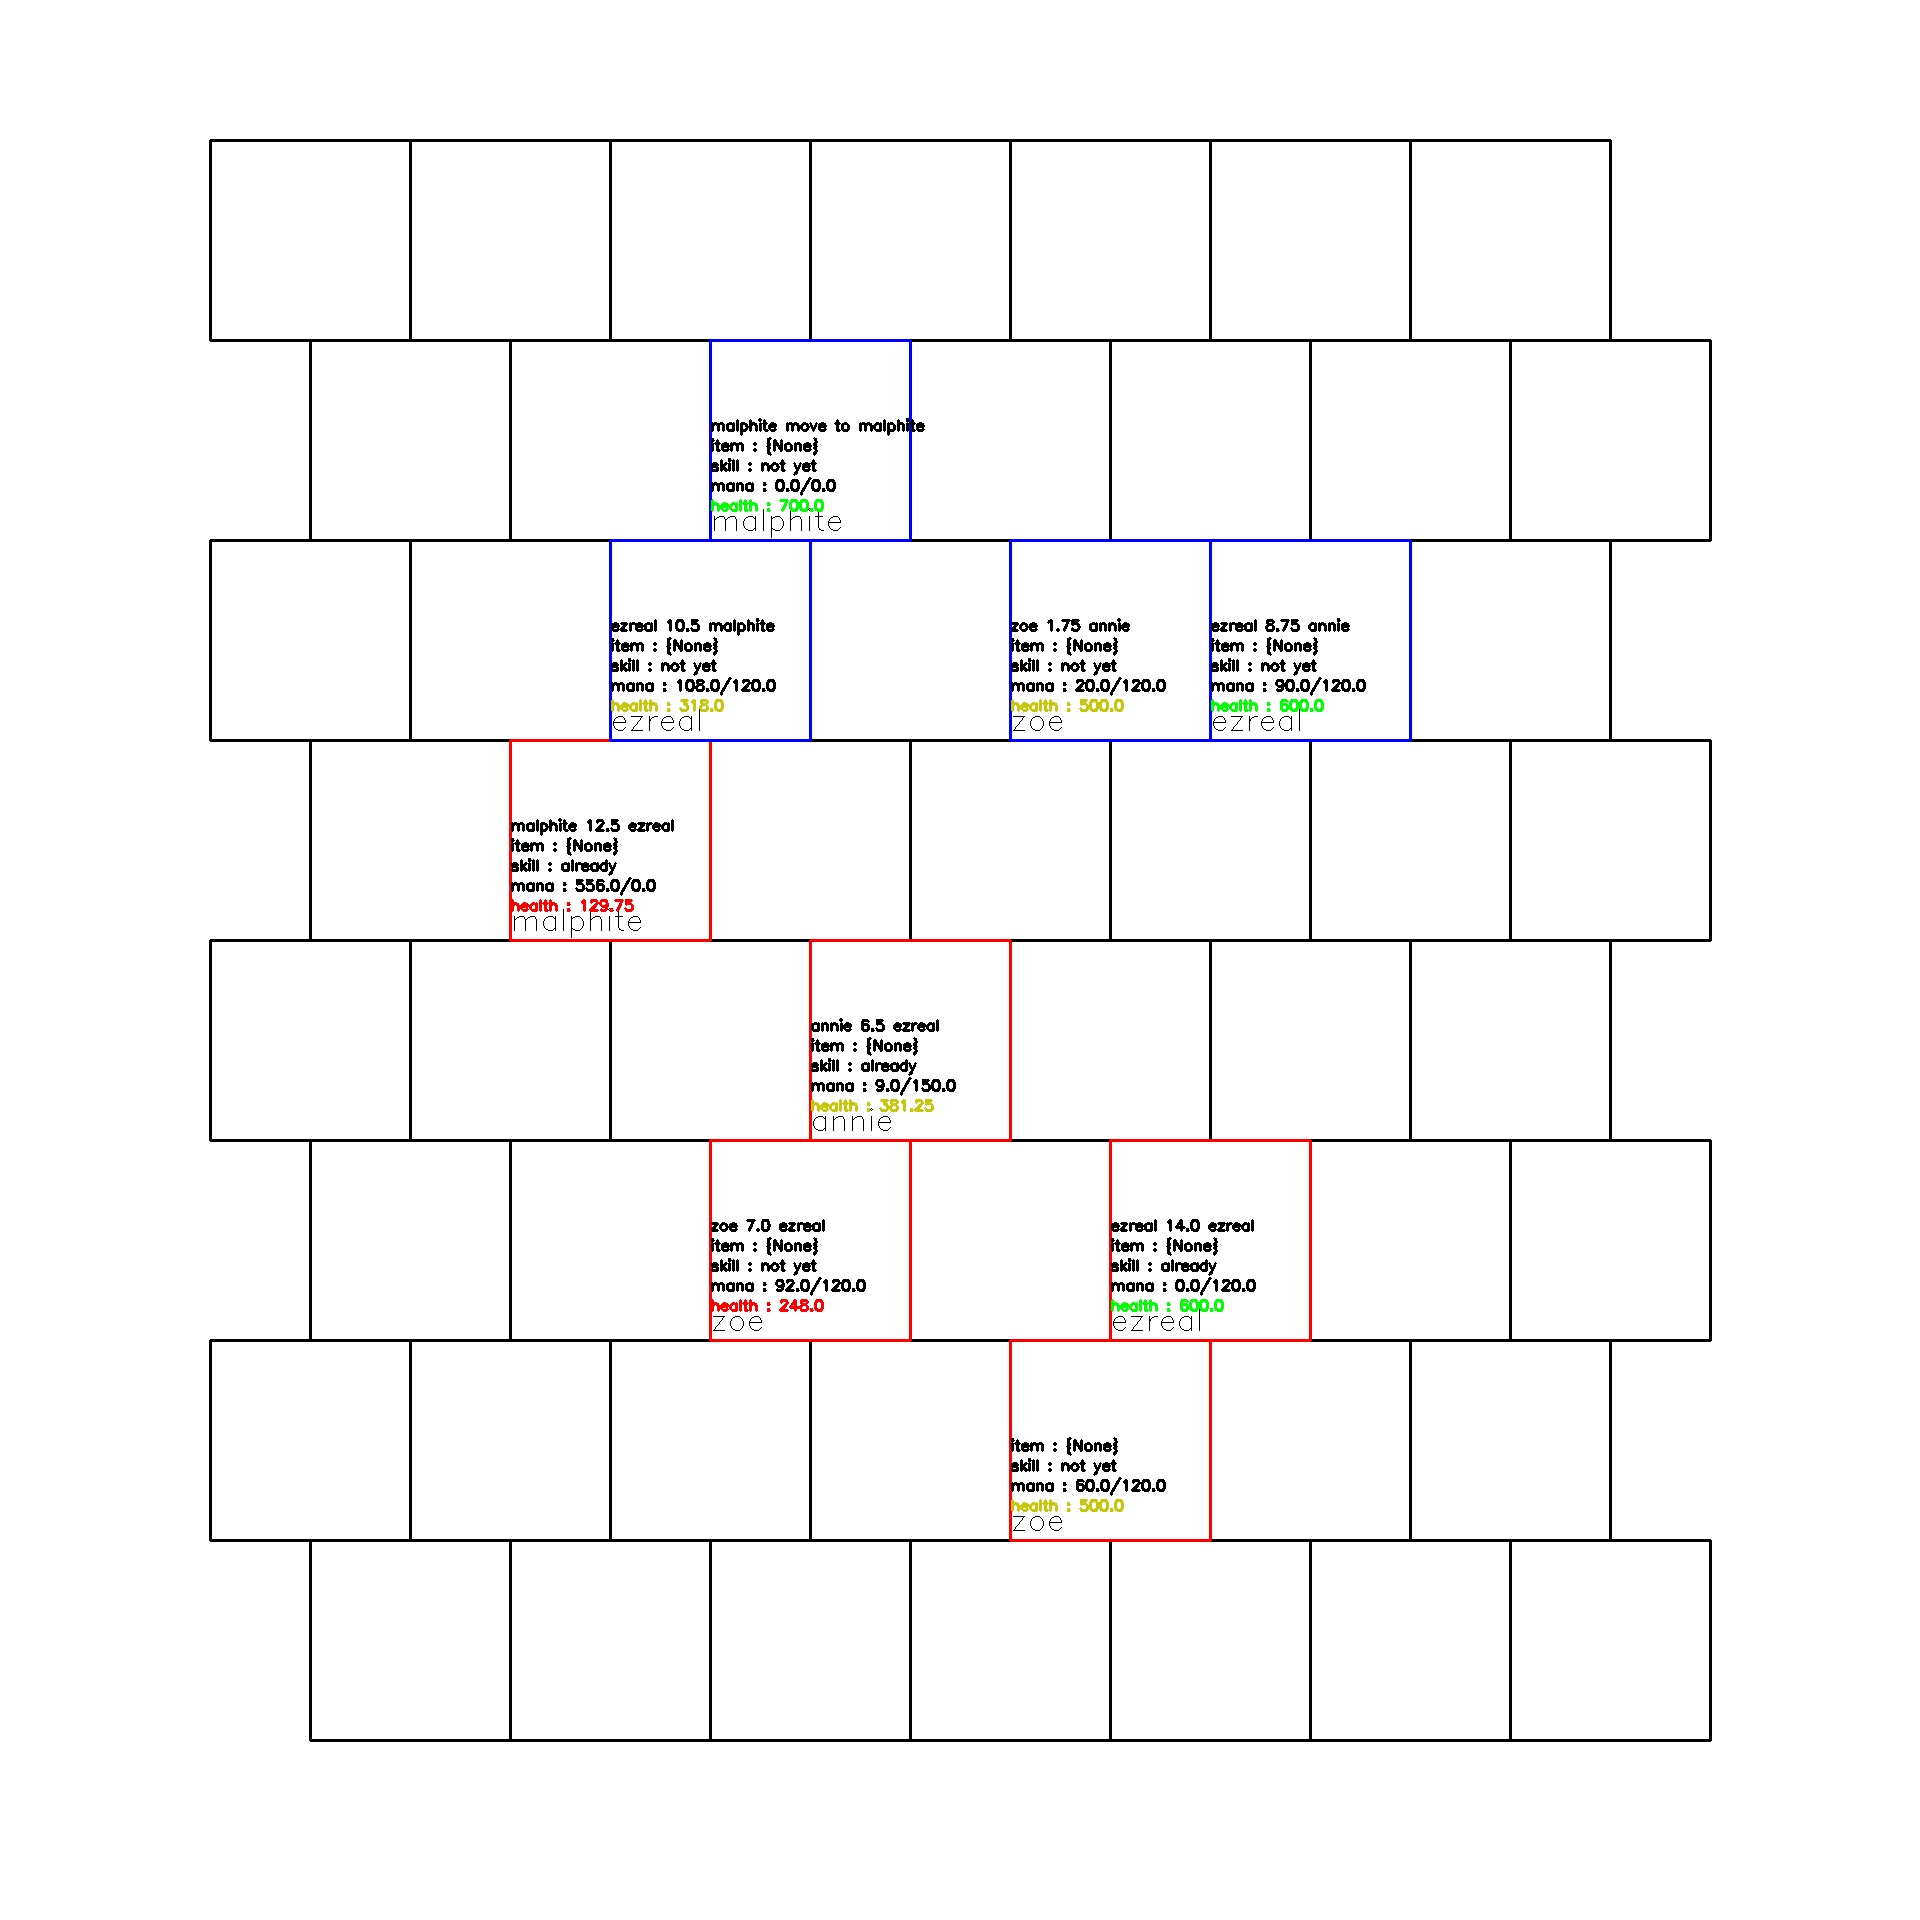 malphite move to malphite
item : {None}
skill : not yet
mana : 0.0/0.0
health : 700.0
malphite
ezreal 10.5 malphite
item : {None}
skill : not yet
mana : 108.0/120.0
health : 318.0
ezreal
zoe 1.75 annie
item : {None}
skill : not yet
mana : 20.0/120.0
health : 500.0
zoe
ezreal 8.75 annie
item : {None}
skill : not yet
mana : 90.0/120.0
health : 600.0
ezreal
malphite 12.5 ezreal
item : {None}
skill : already
mana : 556.0/0.0
health : 129.75
malphite
annie 6.5 ezreal
item : {None}
skill : already
mana : 9.0/150.0
health : 381.25
annie
zoe 7.0 ezreal
item : {None}
skill : not yet
mana : 92.0/120.0
health : 248.0
zoe
ezreal 14.0 ezreal
item : {None}
skill : already
mana : 0.0/120.0
health : 600.0
ezreal
item : {None}
skill : not yet
mana : 60.0/120.0
health : 500.0
zoe